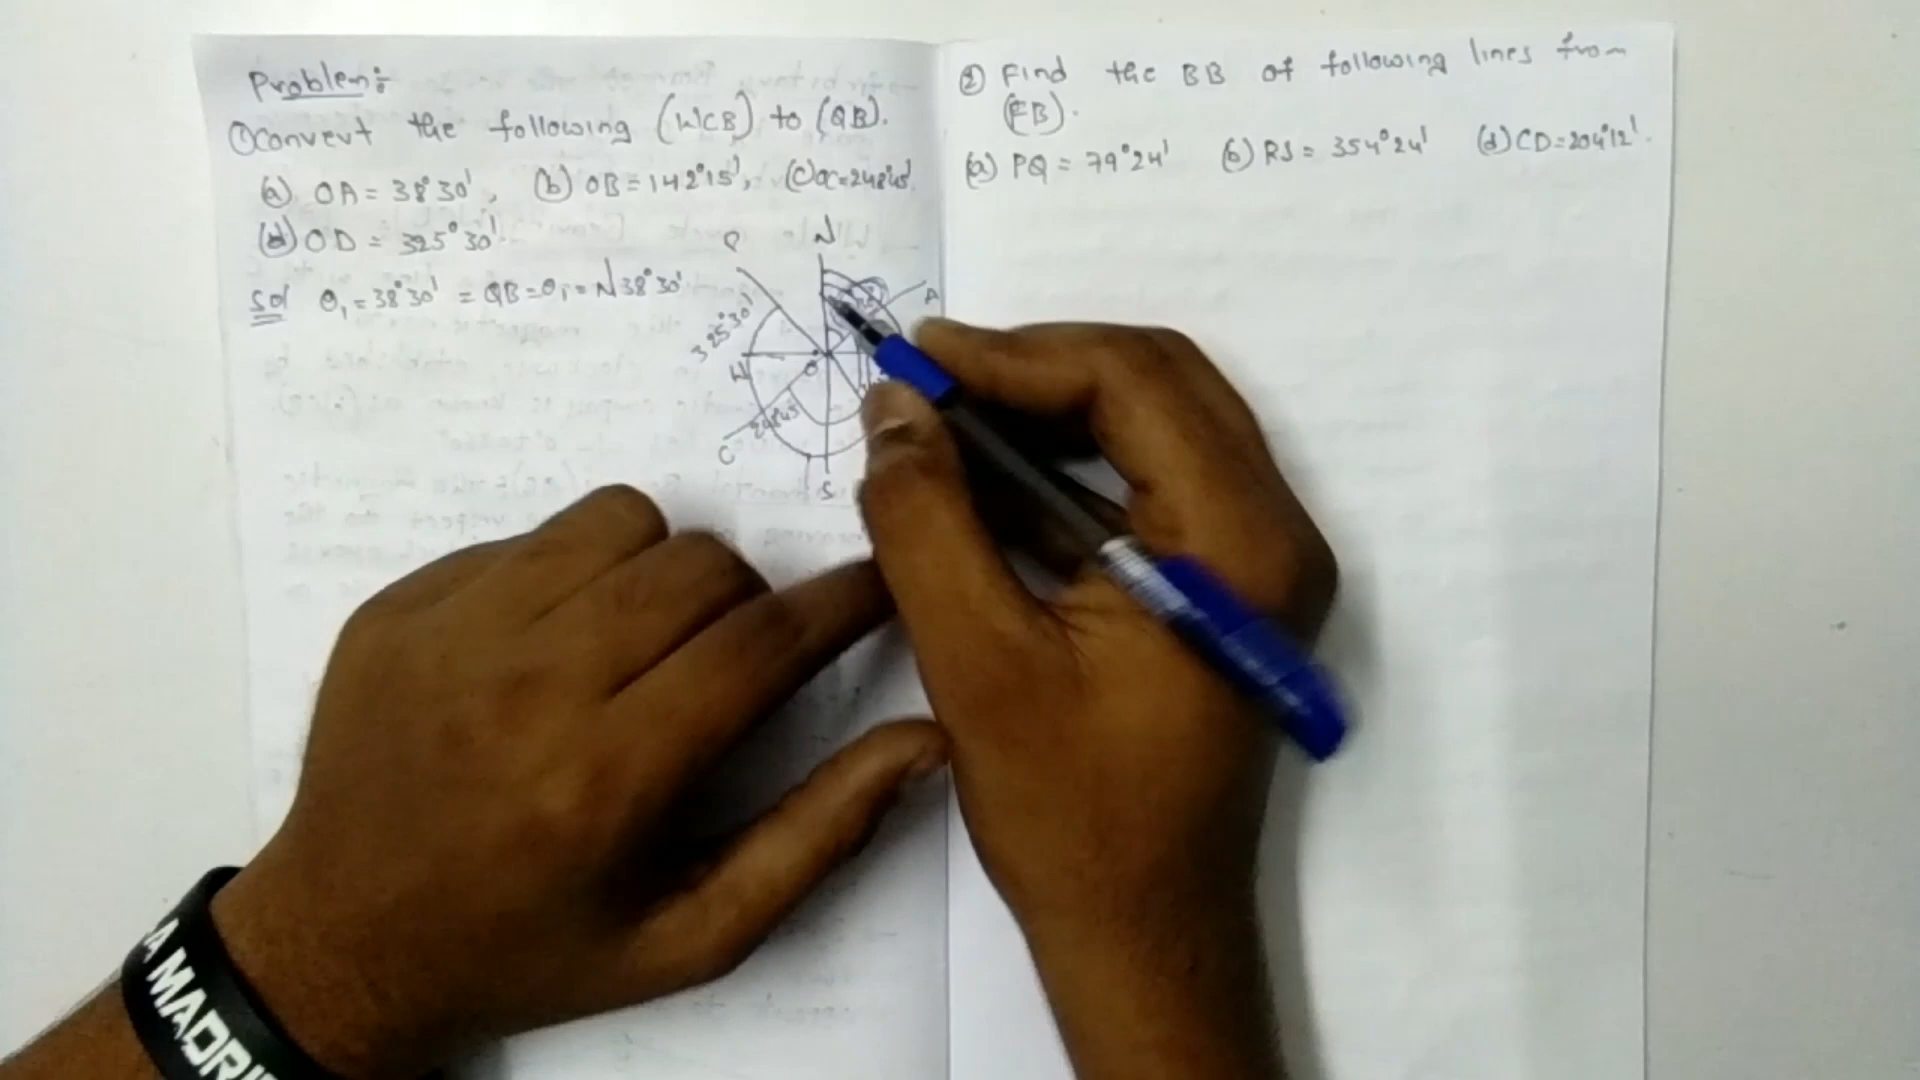 Problem:
①Convert the following (WCB) to (QB).
(a) OA = 38°30', (b) OB = 142°15', (c) OC = 248°45'
(d) OD = 325°30'.
Sol θ₁ = 38°30' = QB = θ₁ = N38°30'
N
A
325°30'
W
O
248°45'
C
S
② Find the BB of following lines from
(FB).
(a) PQ = 79°24' (b) RS = 354°24' (d) CD = 204°12'.
A MADRI